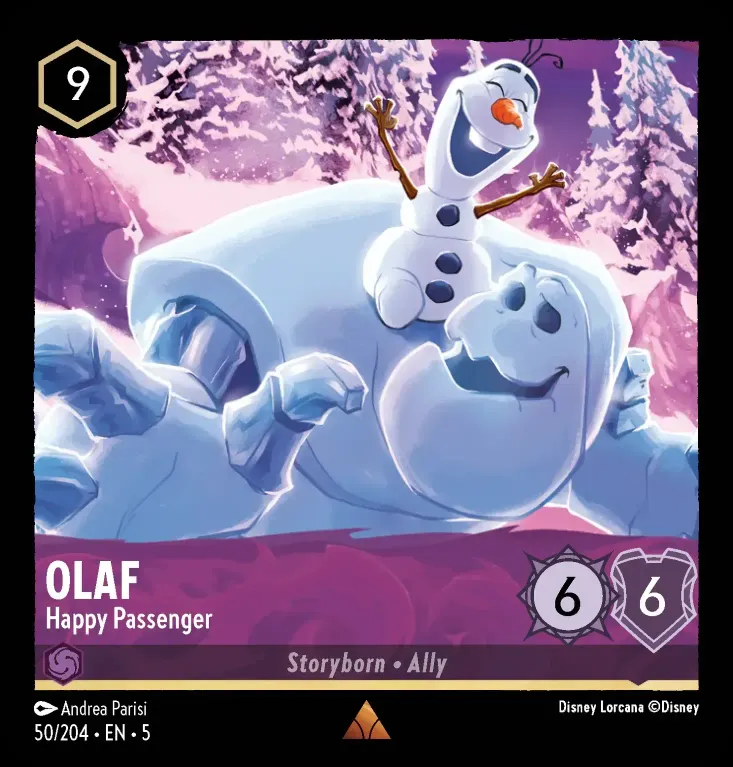 9
OLAF
Happy Passenger
6 6
Storyborn • Ally
Andrea Parisi
Disney Lorcana ©Disney
50/204 • EN • 5